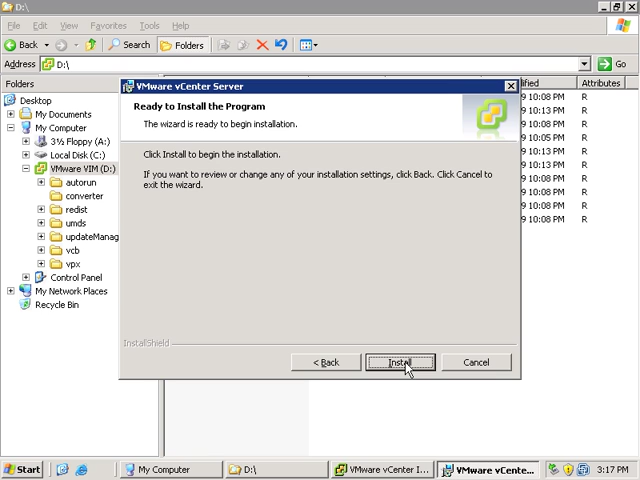 D:\
File Edit View Favorites Tools Help
Back Search Folders
Address D:\ Go
Folders
Desktop
My Documents
My Computer
3½ Floppy (A:)
Local Disk (C:)
VMware VIM (D:)
autorun
converter
redist
umds
updateManag
vcb
vpx
Control Panel
My Network Places
Recycle Bin
VMware vCenter Server
Ready to Install the Program
The wizard is ready to begin installation.
Click Install to begin the installation.
If you want to review or change any of your installation settings, click Back. Click Cancel to
exit the wizard.
InstallShield
< Back Install Cancel
ified Attributes
9 10:08 PM R
9 10:13 PM R
9 10:08 PM R
9 10:05 PM R
9 10:13 PM R
9 10:13 PM R
9 10:08 PM R
9 10:08 PM R
9 10:08 PM R
9 10:08 PM R
Start My Computer D:\ VMware vCenter I... VMware vCente... 3:17 PM